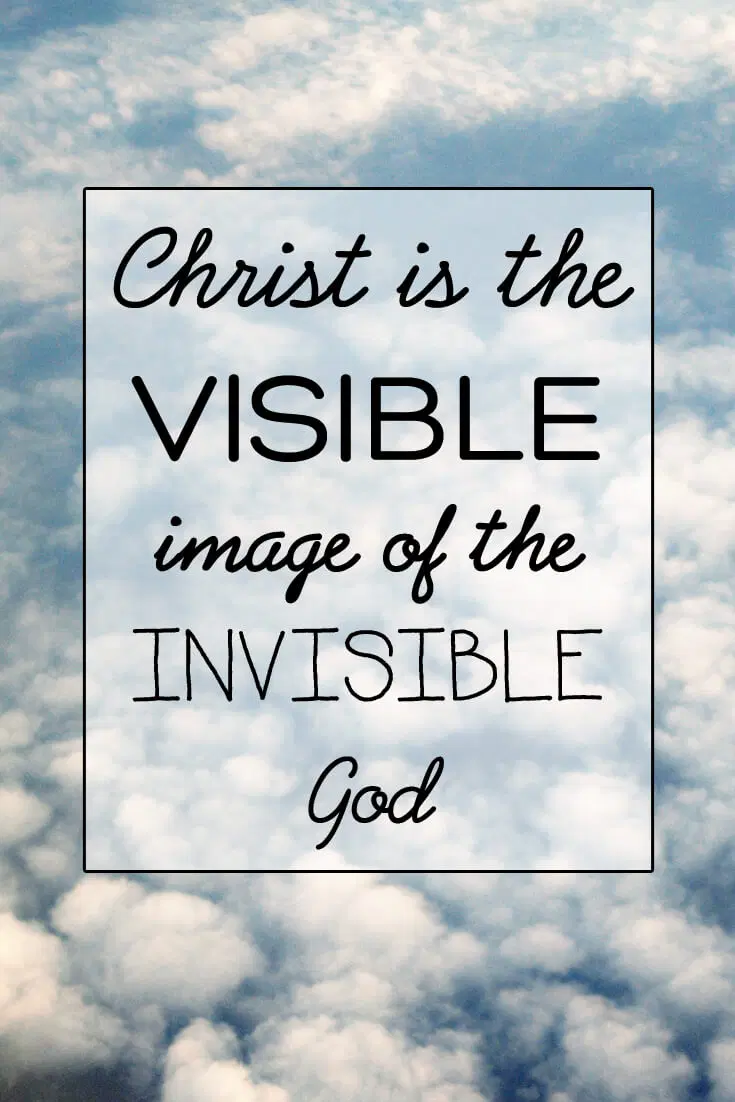 Christ is the
VISIBLE
image of the
INVISIBLE
God